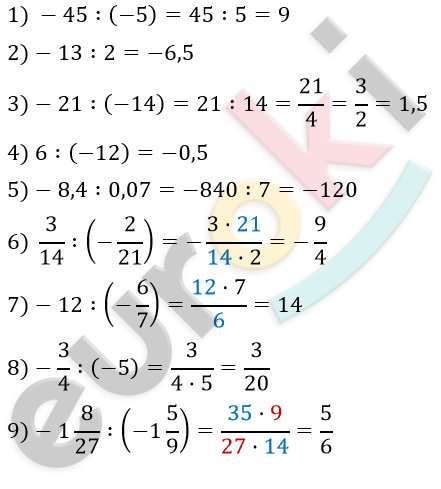 1) − 45 : (−5) = 45 : 5 = 9
2) − 13 : 2 = −6,5
3) − 21 : (−14) = 21 : 14 = 21/4 = 3/2 = 1,5
4) 6 : (−12) = −0,5
5) − 8,4 : 0,07 = −840 : 7 = −120
6) 3/14 : (− 2/21) = − 3 · 21/14 · 2 = − 9/4
7) − 12 : (− 6/7) = 12 · 7/6 = 14
8) − 3/4 : (−5) = 3/4 · 5 = 3/20
9) − 1 8/27 : (−1 5/9) = 35 · 9/27 · 14 = 5/6
euroki